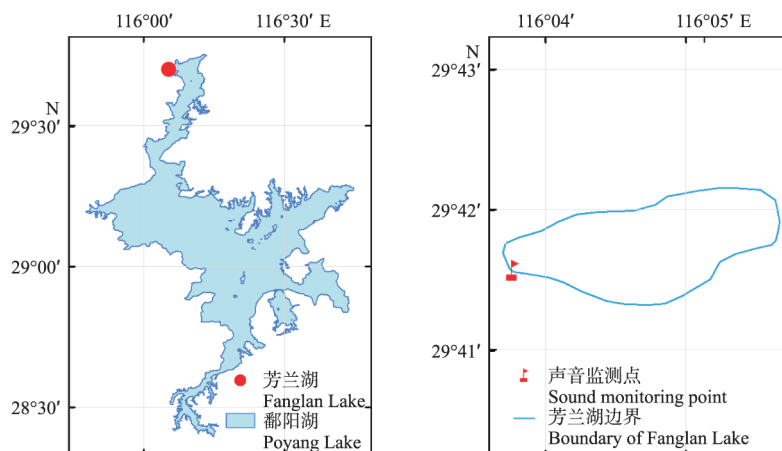 116°00′ 116°30′ E
N
29°30′
29°00′
28°30′
芳兰湖
Fanglan Lake
鄱阳湖
Poyang Lake
116°04′ 116°05′ E
29°43′
N
29°42′
29°41′
声音监测点
Sound monitoring point
芳兰湖边界
Boundary of Fanglan Lake